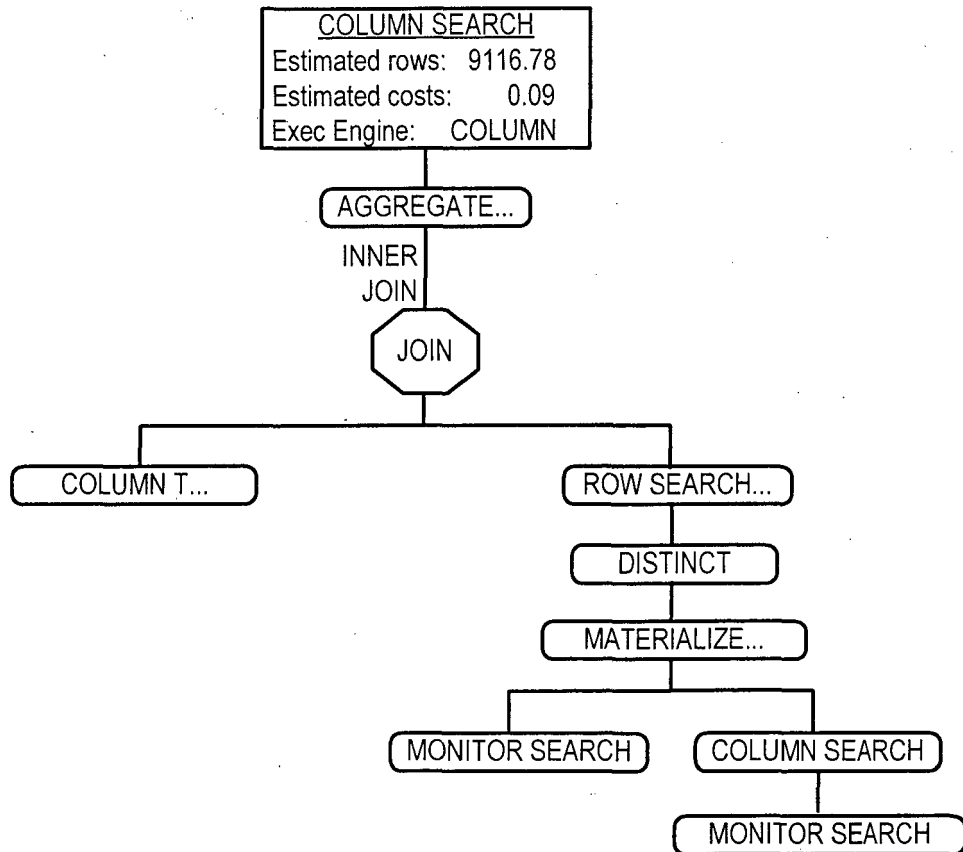 COLUMN SEARCH
Estimated rows: 9116.78
Estimated costs: 0.09
Exec Engine: COLUMN
AGGREGATE...
INNER
JOIN
JOIN
COLUMN T...
ROW SEARCH...
DISTINCT
MATERIALIZE...
MONITOR SEARCH
COLUMN SEARCH
MONITOR SEARCH